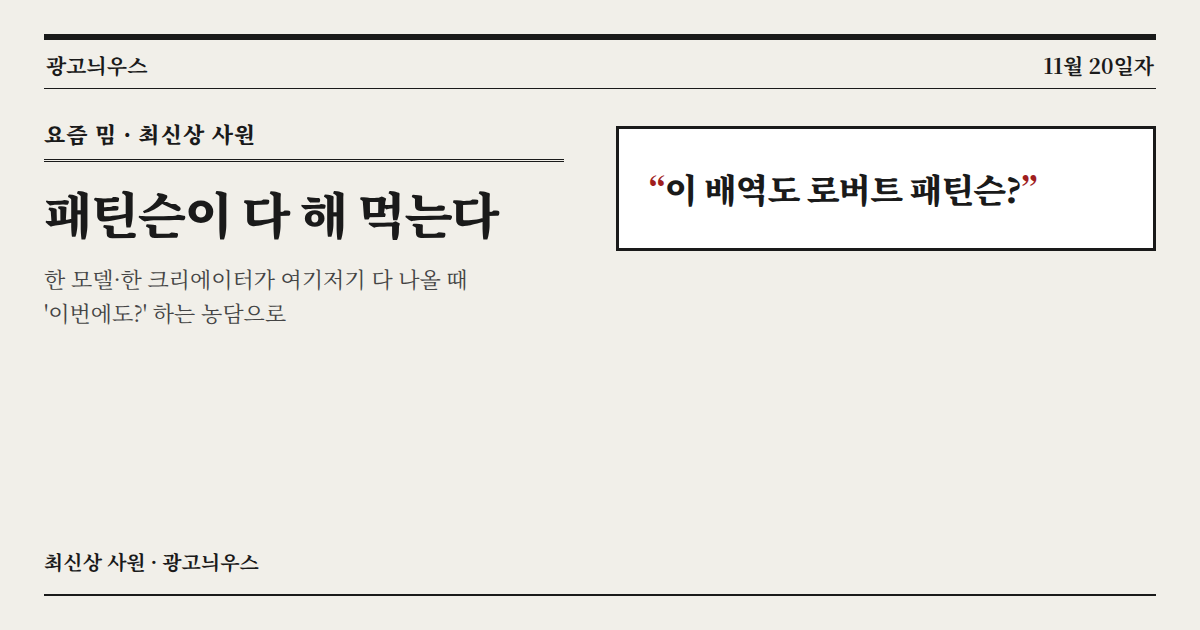 광고늬우스
11월 20일자
요즘 밈 · 최신상 사원
패틴슨이 다 해 먹는다
한 모델·한 크리에이터가 여기저기 다 나올 때
'이번에도?' 하는 농담으로
“이 배역도 로버트 패틴슨?”
최신상 사원 · 광고늬우스